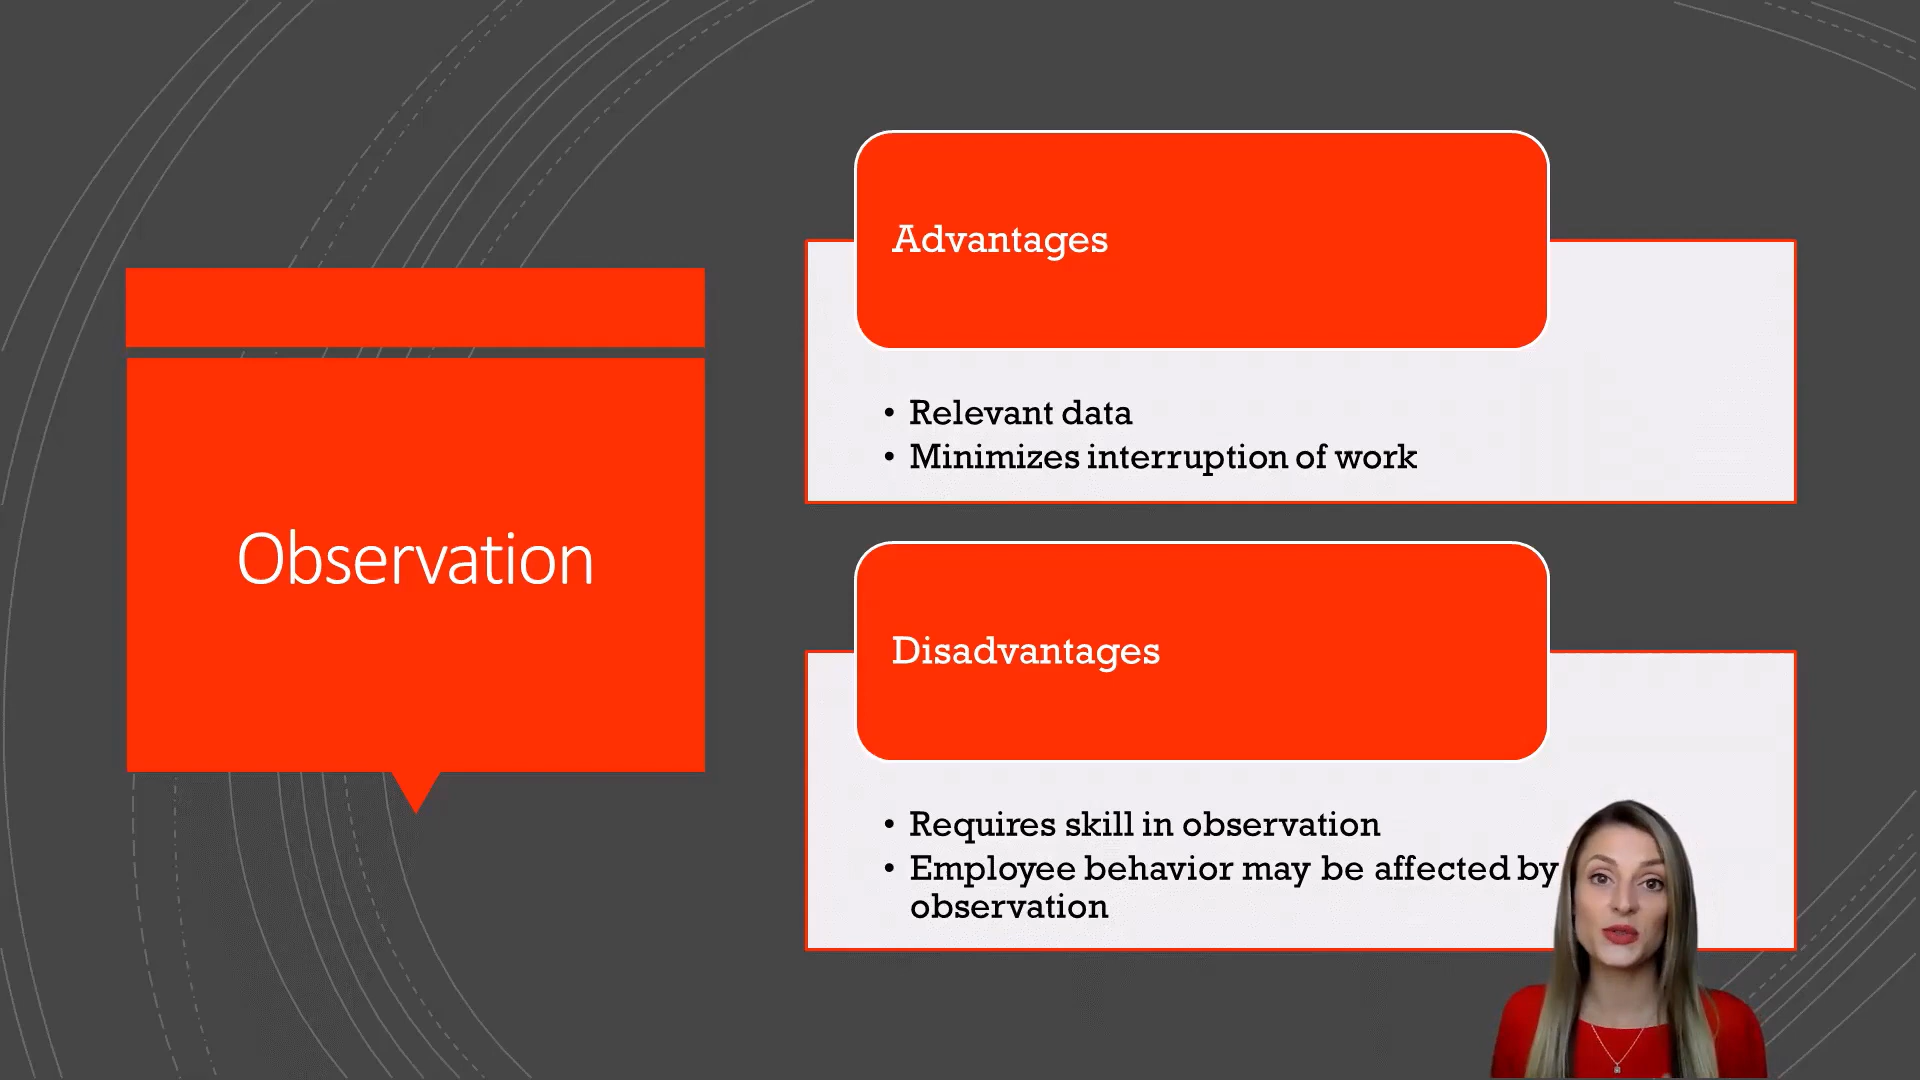 Observation
Advantages
• Relevant data
• Minimizes interruption of work
Disadvantages
• Requires skill in observation
• Employee behavior may be affected by
observation